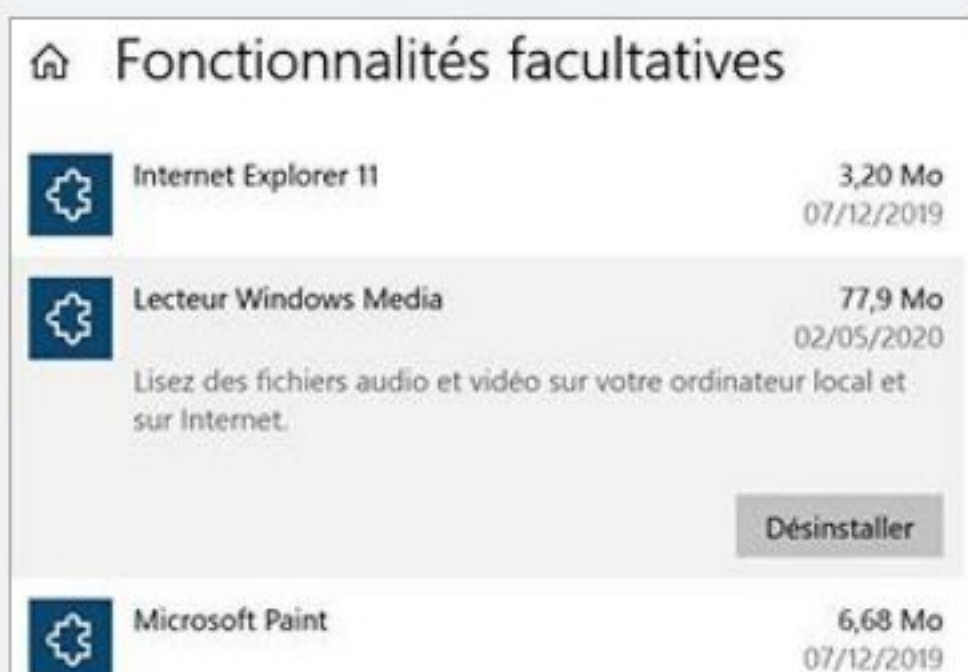 Fonctionnalités facultatives
Internet Explorer 11
3,20 Mo
07/12/2019
Lecteur Windows Media
77,9 Mo
02/05/2020
Lisez des fichiers audio et vidéo sur votre ordinateur local et
sur Internet.
Désinstaller
Microsoft Paint
6,68 Mo
07/12/2019